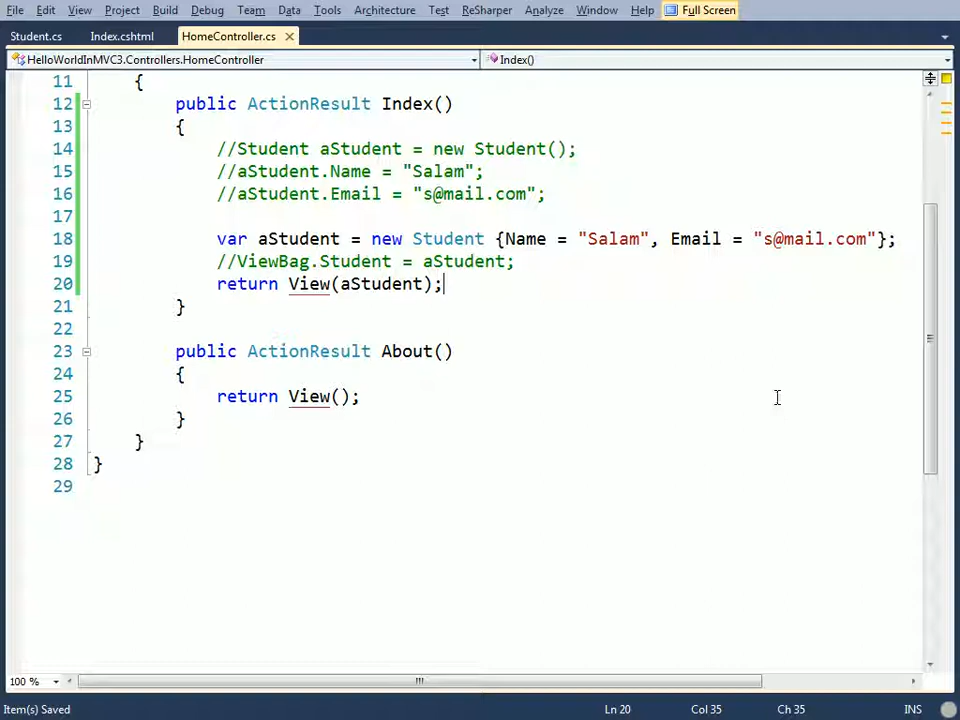 File Edit View Project Build Debug Team Data Tools Architecture Test ReSharper Analyze Window Help Full Screen
Student.cs Index.cshtml HomeController.cs
HelloWorldInMVC3.Controllers.HomeController Index()
11 {
12 public ActionResult Index()
13 {
14 //Student aStudent = new Student();
15 //aStudent.Name = "Salam";
16 //aStudent.Email = "s@mail.com";
17
18 var aStudent = new Student {Name = "Salam", Email = "s@mail.com"};
19 //ViewBag.Student = aStudent;
20 return View(aStudent);
21 }
22
23 public ActionResult About()
24 {
25 return View();
26 }
27 }
28 }
29
100 %
Item(s) Saved Ln 20 Col 35 Ch 35 INS